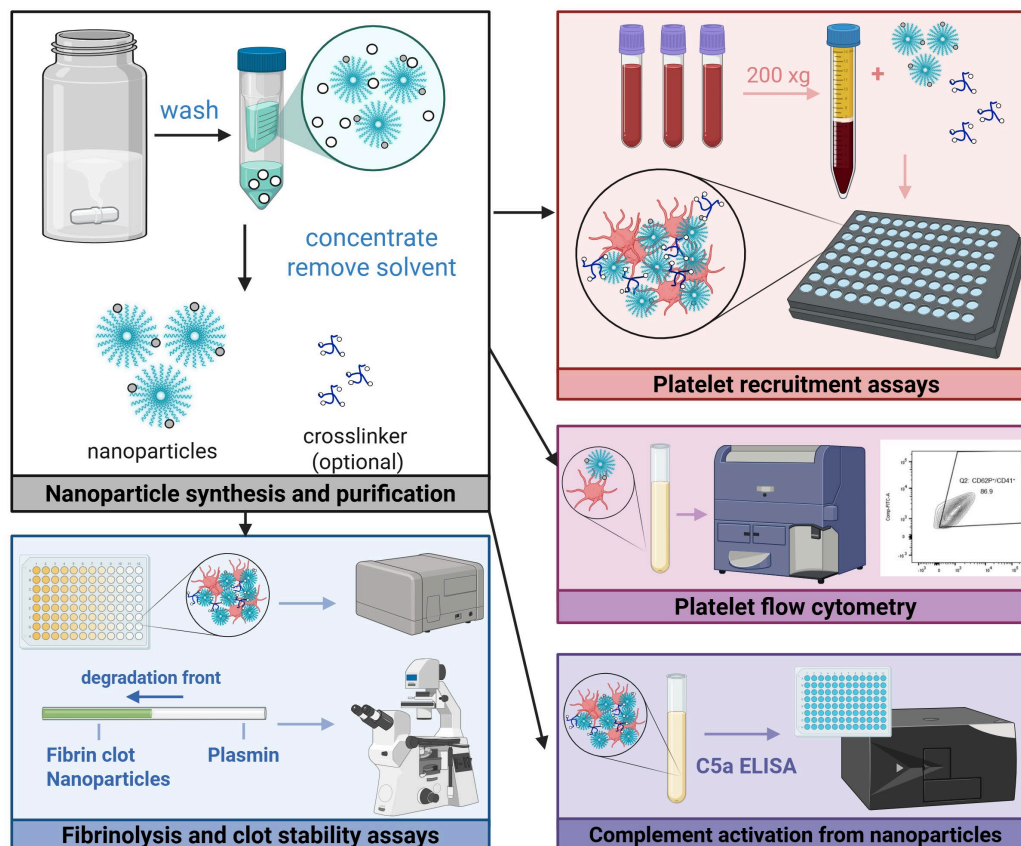 wash
concentrate
remove solvent
nanoparticles
crosslinker
(optional)
Nanoparticle synthesis and purification
200 xg
+
Platelet recruitment assays
Q2: CD62P⁺/CD41⁺
86.9
Comp-FITC-A
Platelet flow cytometry
degradation front
Fibrin clot
Nanoparticles
Plasmin
Fibrinolysis and clot stability assays
C5a ELISA
Complement activation from nanoparticles